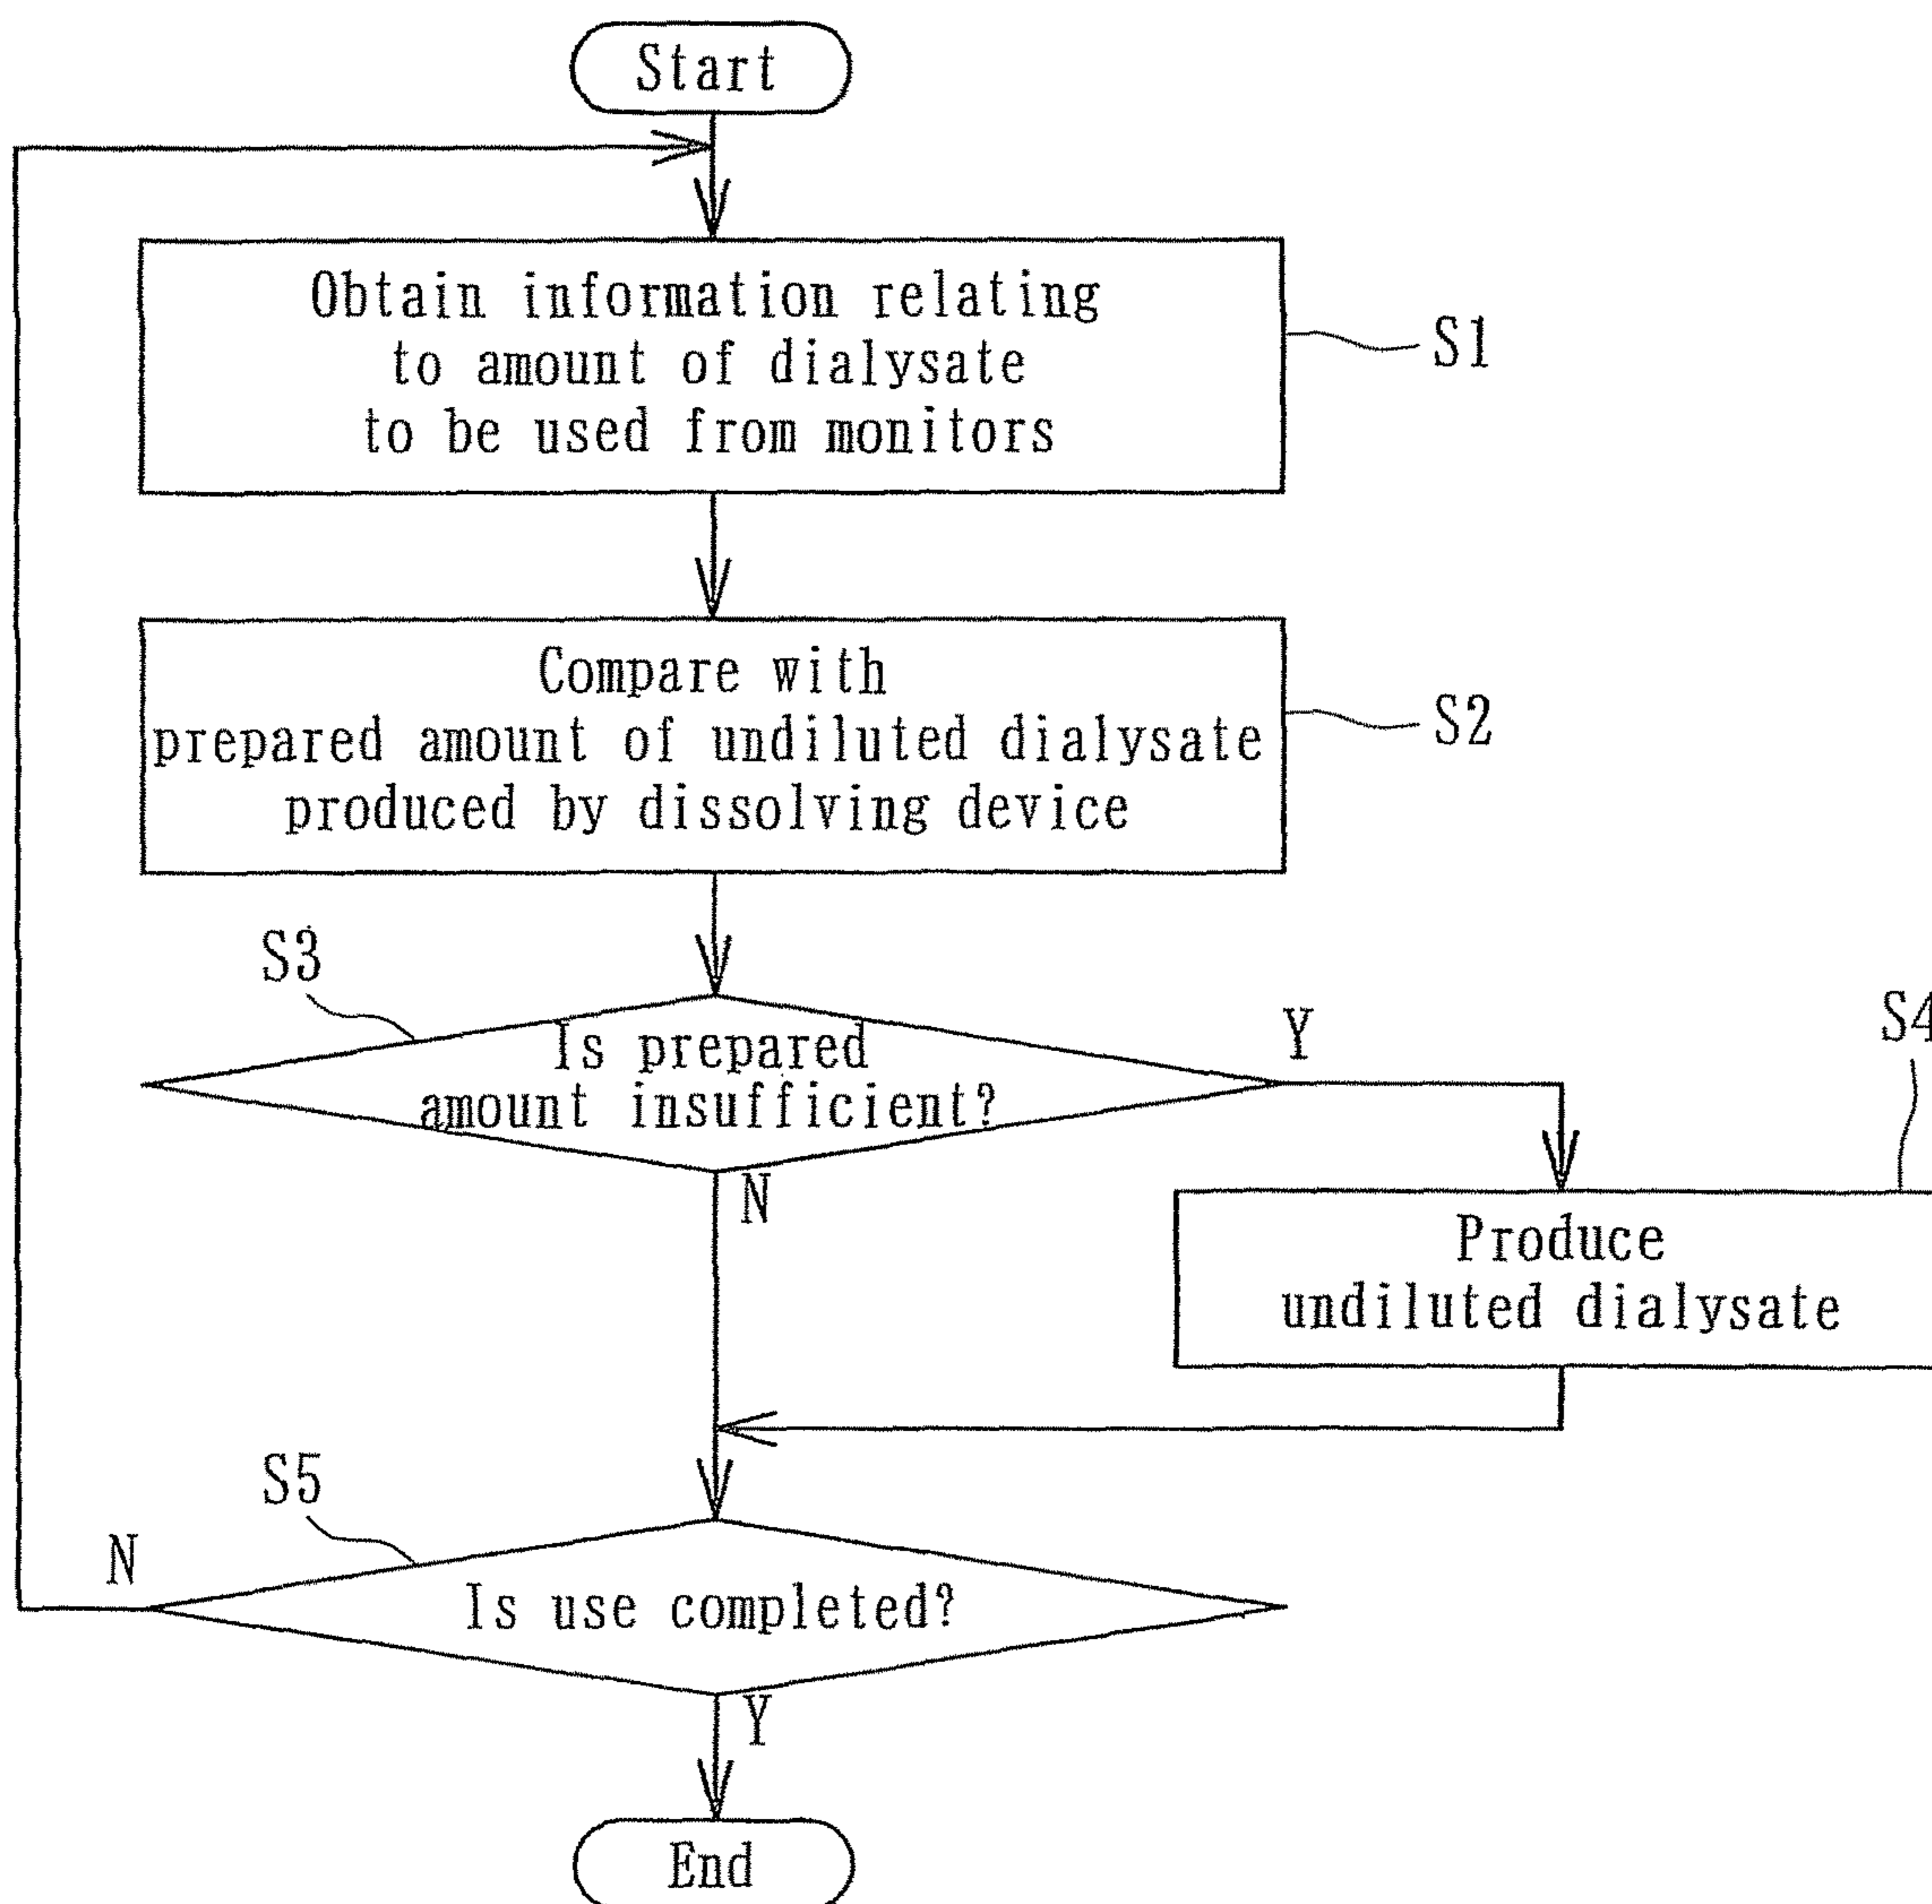 Start
Obtain information relating
to amount of dialysate
to be used from monitors
S1
Compare with
prepared amount of undiluted dialysate
produced by dissolving device
S2
S3
Is prepared
amount insufficient?
Y
N
S4
Produce
undiluted dialysate
S5
N
Is use completed?
Y
End